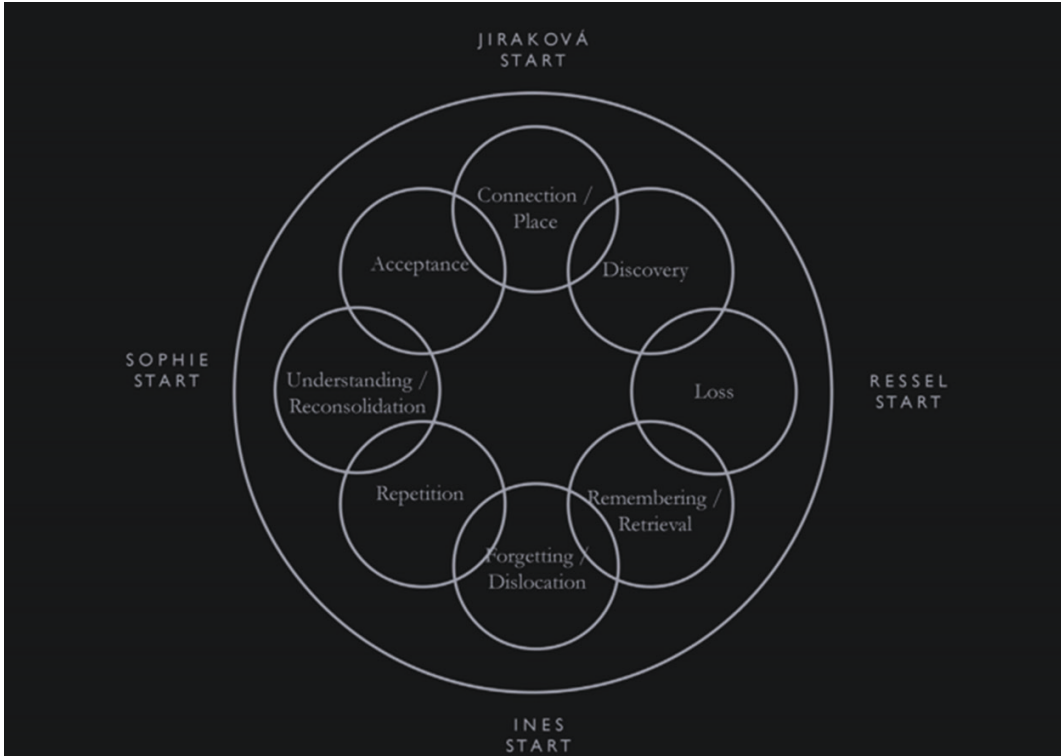 JIRAKOVÁ
START
Connection /
Place
Acceptance
Discovery
SOPHIE
START
Understanding /
Reconsolidation
Loss
RESSEL
START
Repetition
Remembering /
Retrieval
Forgetting /
Dislocation
INES
START